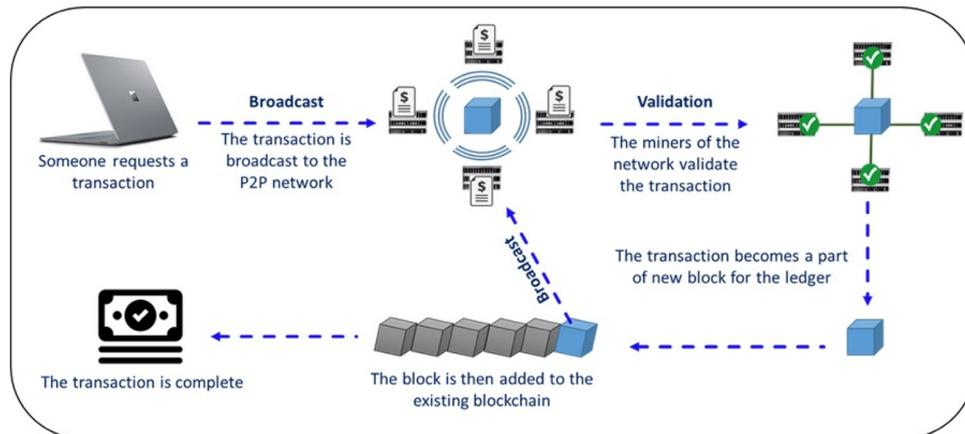 Someone requests a
transaction
Broadcast
The transaction is
broadcast to the
P2P network
$
$
$
$
Validation
The miners of the
network validate
the transaction
The transaction becomes a part
of new block for the ledger
Broadcast
The block is then added to the
existing blockchain
The transaction is complete